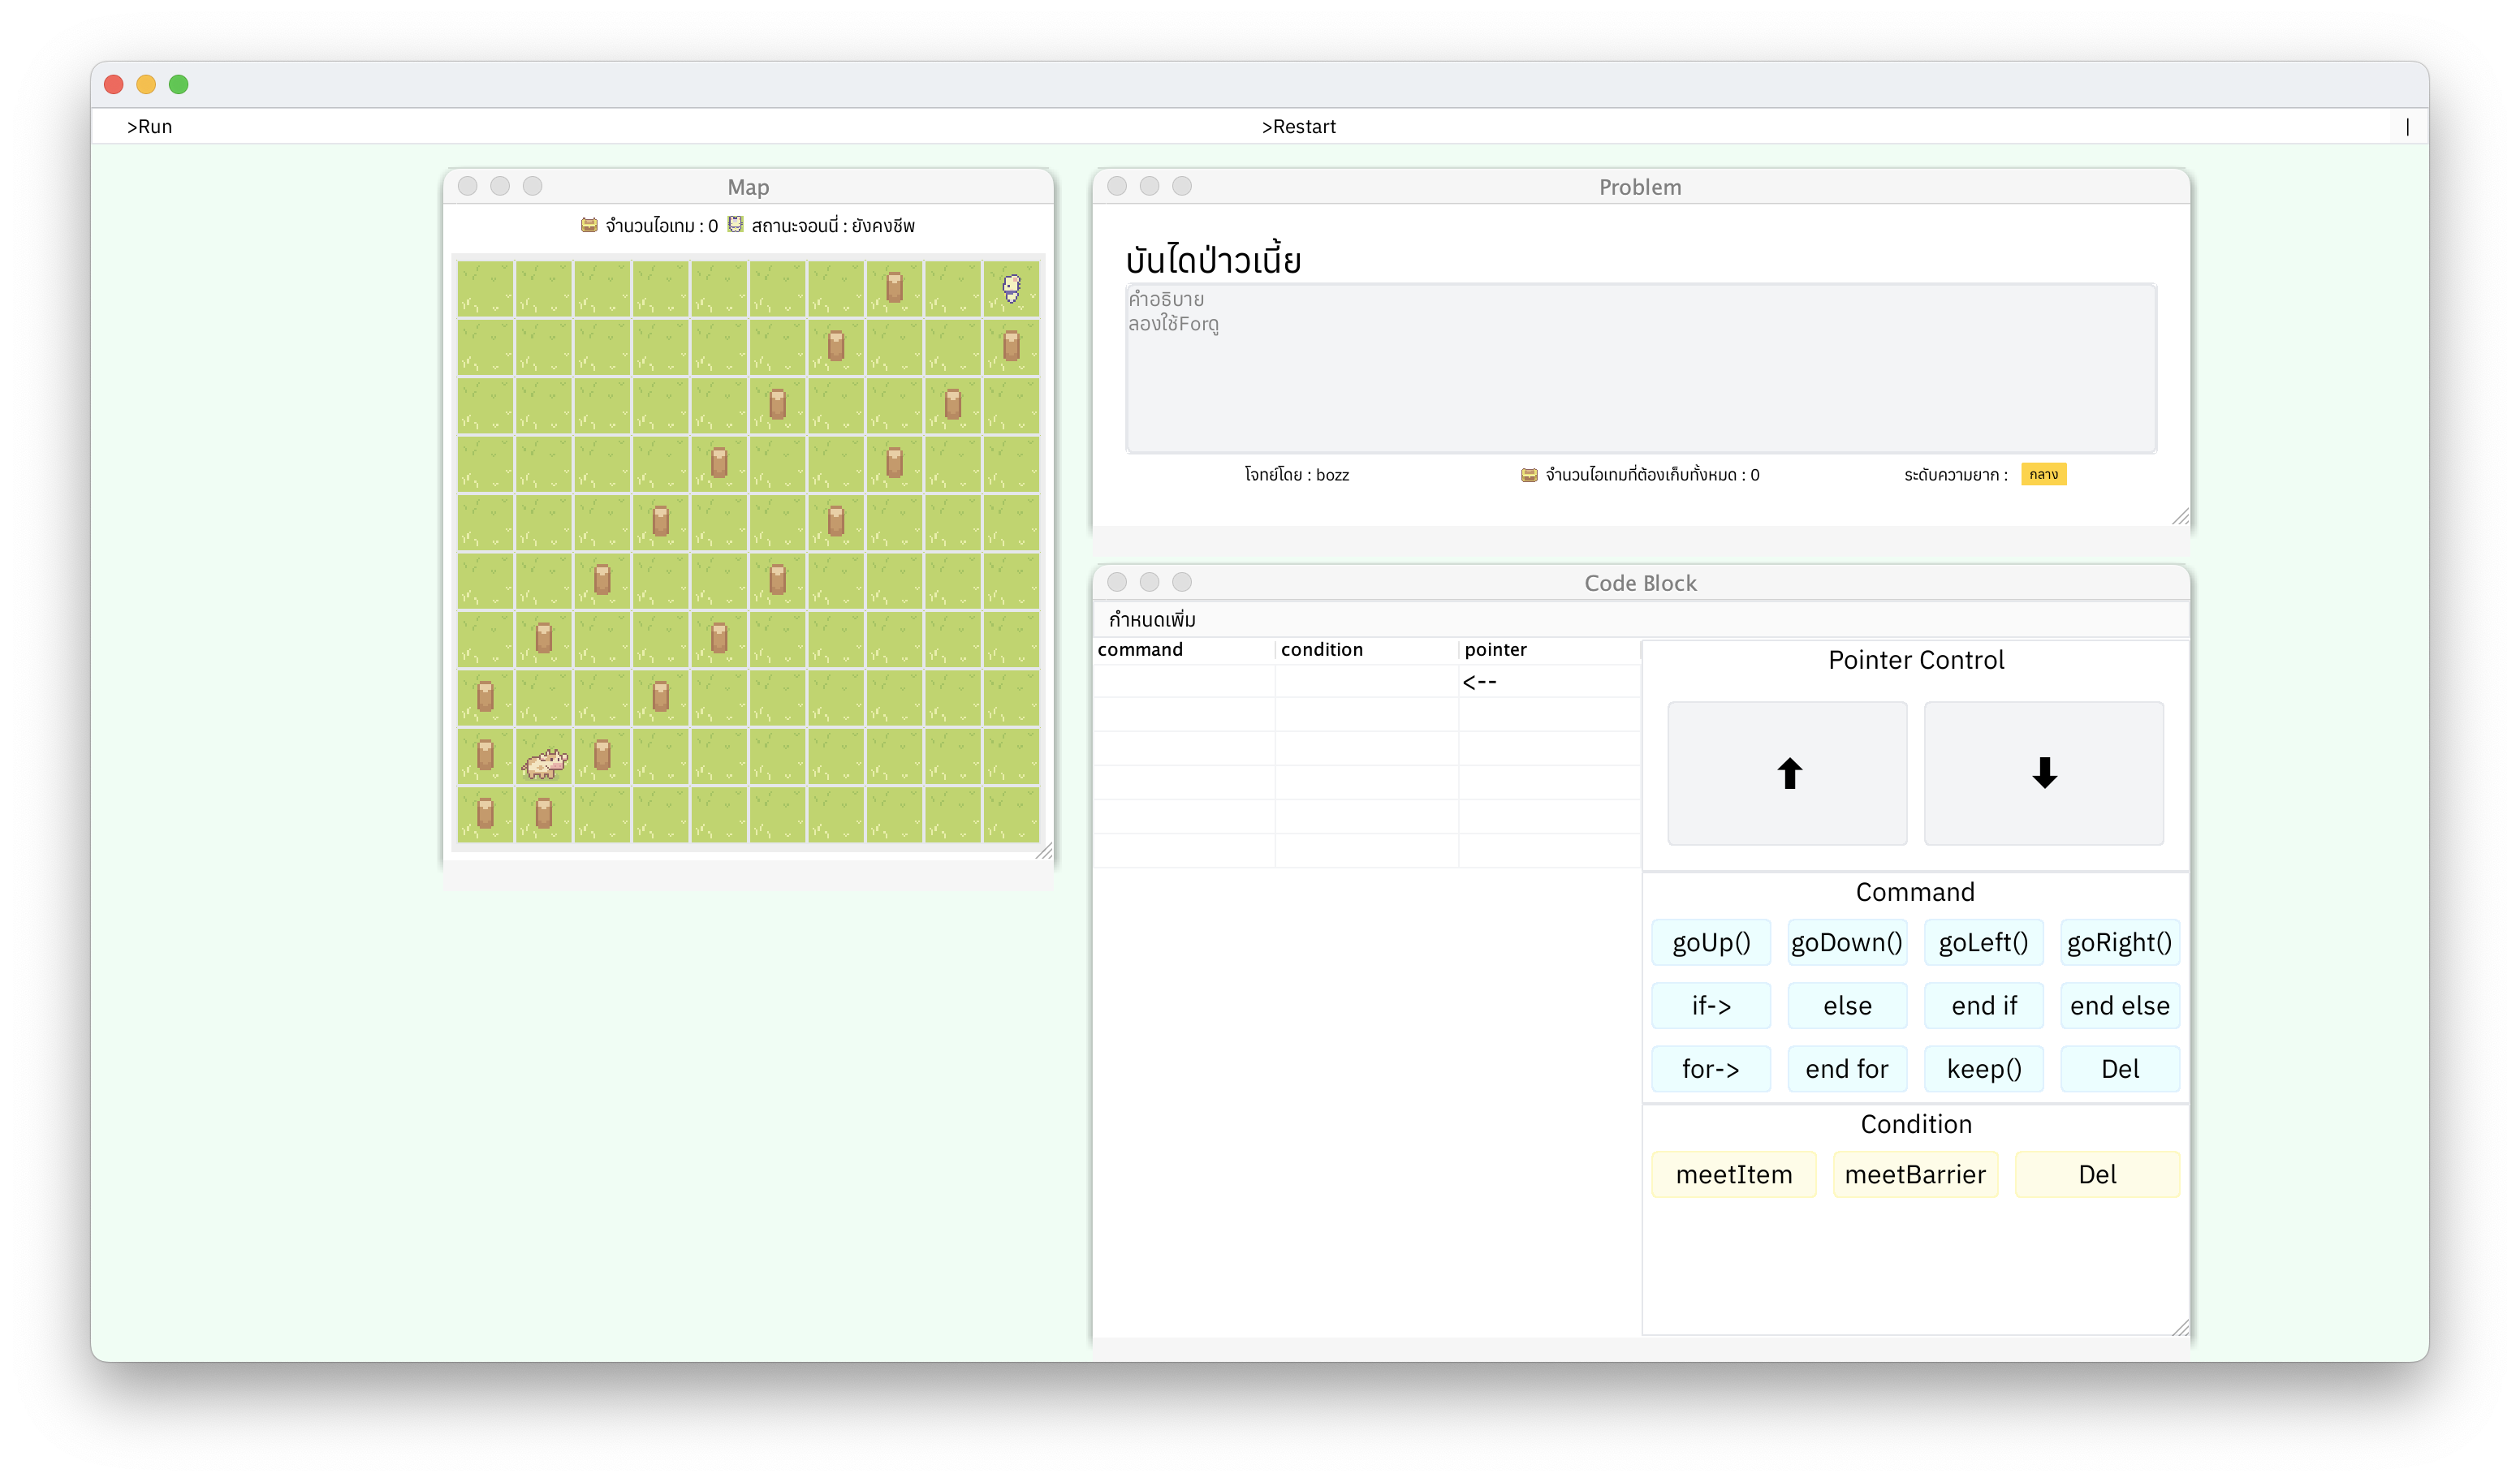 >Run
>Restart
|
Map
จำนวนไอเทม : 0 สถานะจอนนี่ : ยังคงชีพ
Problem
บันไดป่าวเนี้ย
คำอธิบาย
ลองใช้Forดู
โจทย์โดย : bozz
จำนวนไอเทมที่ต้องเก็บทั้งหมด : 0
ระดับความยาก : กลาง
Code Block
กำหนดเพิ่ม
command condition pointer
<--
Pointer Control
Command
goUp() goDown() goLeft() goRight()
if-> else end if end else
for-> end for keep() Del
Condition
meetItem meetBarrier Del